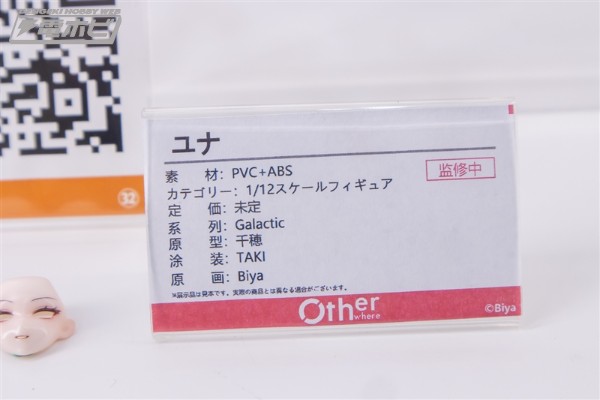 DENGEKI HOBBY WEB
電ホビ
32
ユナ
監修中
素 材: PVC+ABS
カテゴリー: 1/12スケールフィギュア
定 価: 未定
系 列: Galactic
原 型: 千穂
涂 装: TAKI
原 画: Biya
※展示品は見本です。実際の商品とは異なる場合がございます。
Other
where
©Biya